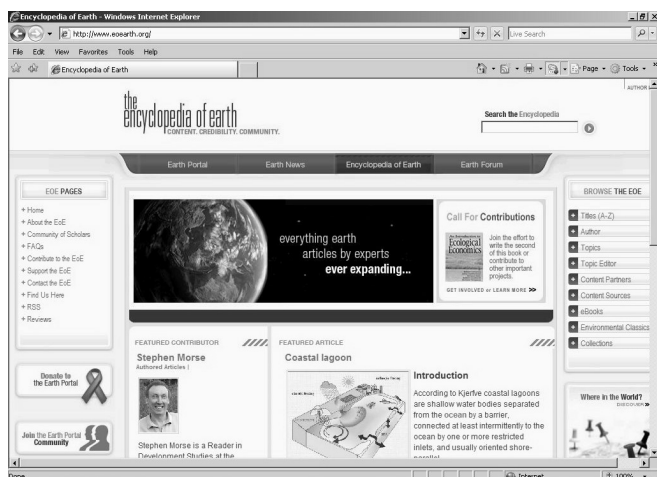 Encyclopedia of Earth - Windows Internet Explorer
http://www.eoearth.org/
Live Search
File Edit View Favorites Tools Help
Encyclopedia of Earth
Page Tools
AUTHOR
the
encyclopedia of earth
CONTENT. CREDIBILITY. COMMUNITY.
Search the Encyclopedia
Earth Portal Earth News Encyclopedia of Earth Earth Forum
EOE PAGES
Home
About the EoE
Community of Scholars
FAQs
Contribute to the EoE
Support the EoE
Contact the EoE
Find Us Here
RSS
Reviews
Donate to
the Earth Portal
Join the Earth Portal
Community
everything earth
articles by experts
ever expanding...
Call For Contributions
Ecological
Economics
Join the effort to
write the second
of this book or
contribute to
other important
projects.
GET INVOLVED or LEARN MORE >>
FEATURED CONTRIBUTOR
Stephen Morse
Authored Articles |
Stephen Morse is a Reader in
Development Studies at the
FEATURED ARTICLE
Coastal lagoon
Introduction
According to Kjerfve coastal lagoons
are shallow water bodies separated
from the ocean by a barrier,
connected at least intermittently to the
ocean by one or more restricted
inlets, and usually oriented shore-
parallel
BROWSE THE EOE
Titles (A-Z)
Author
Topics
Topic Editor
Content Partners
Content Sources
eBooks
Environmental Classics
Collections
Where in the World?
DISCOVER >>
Done
Internet
100%